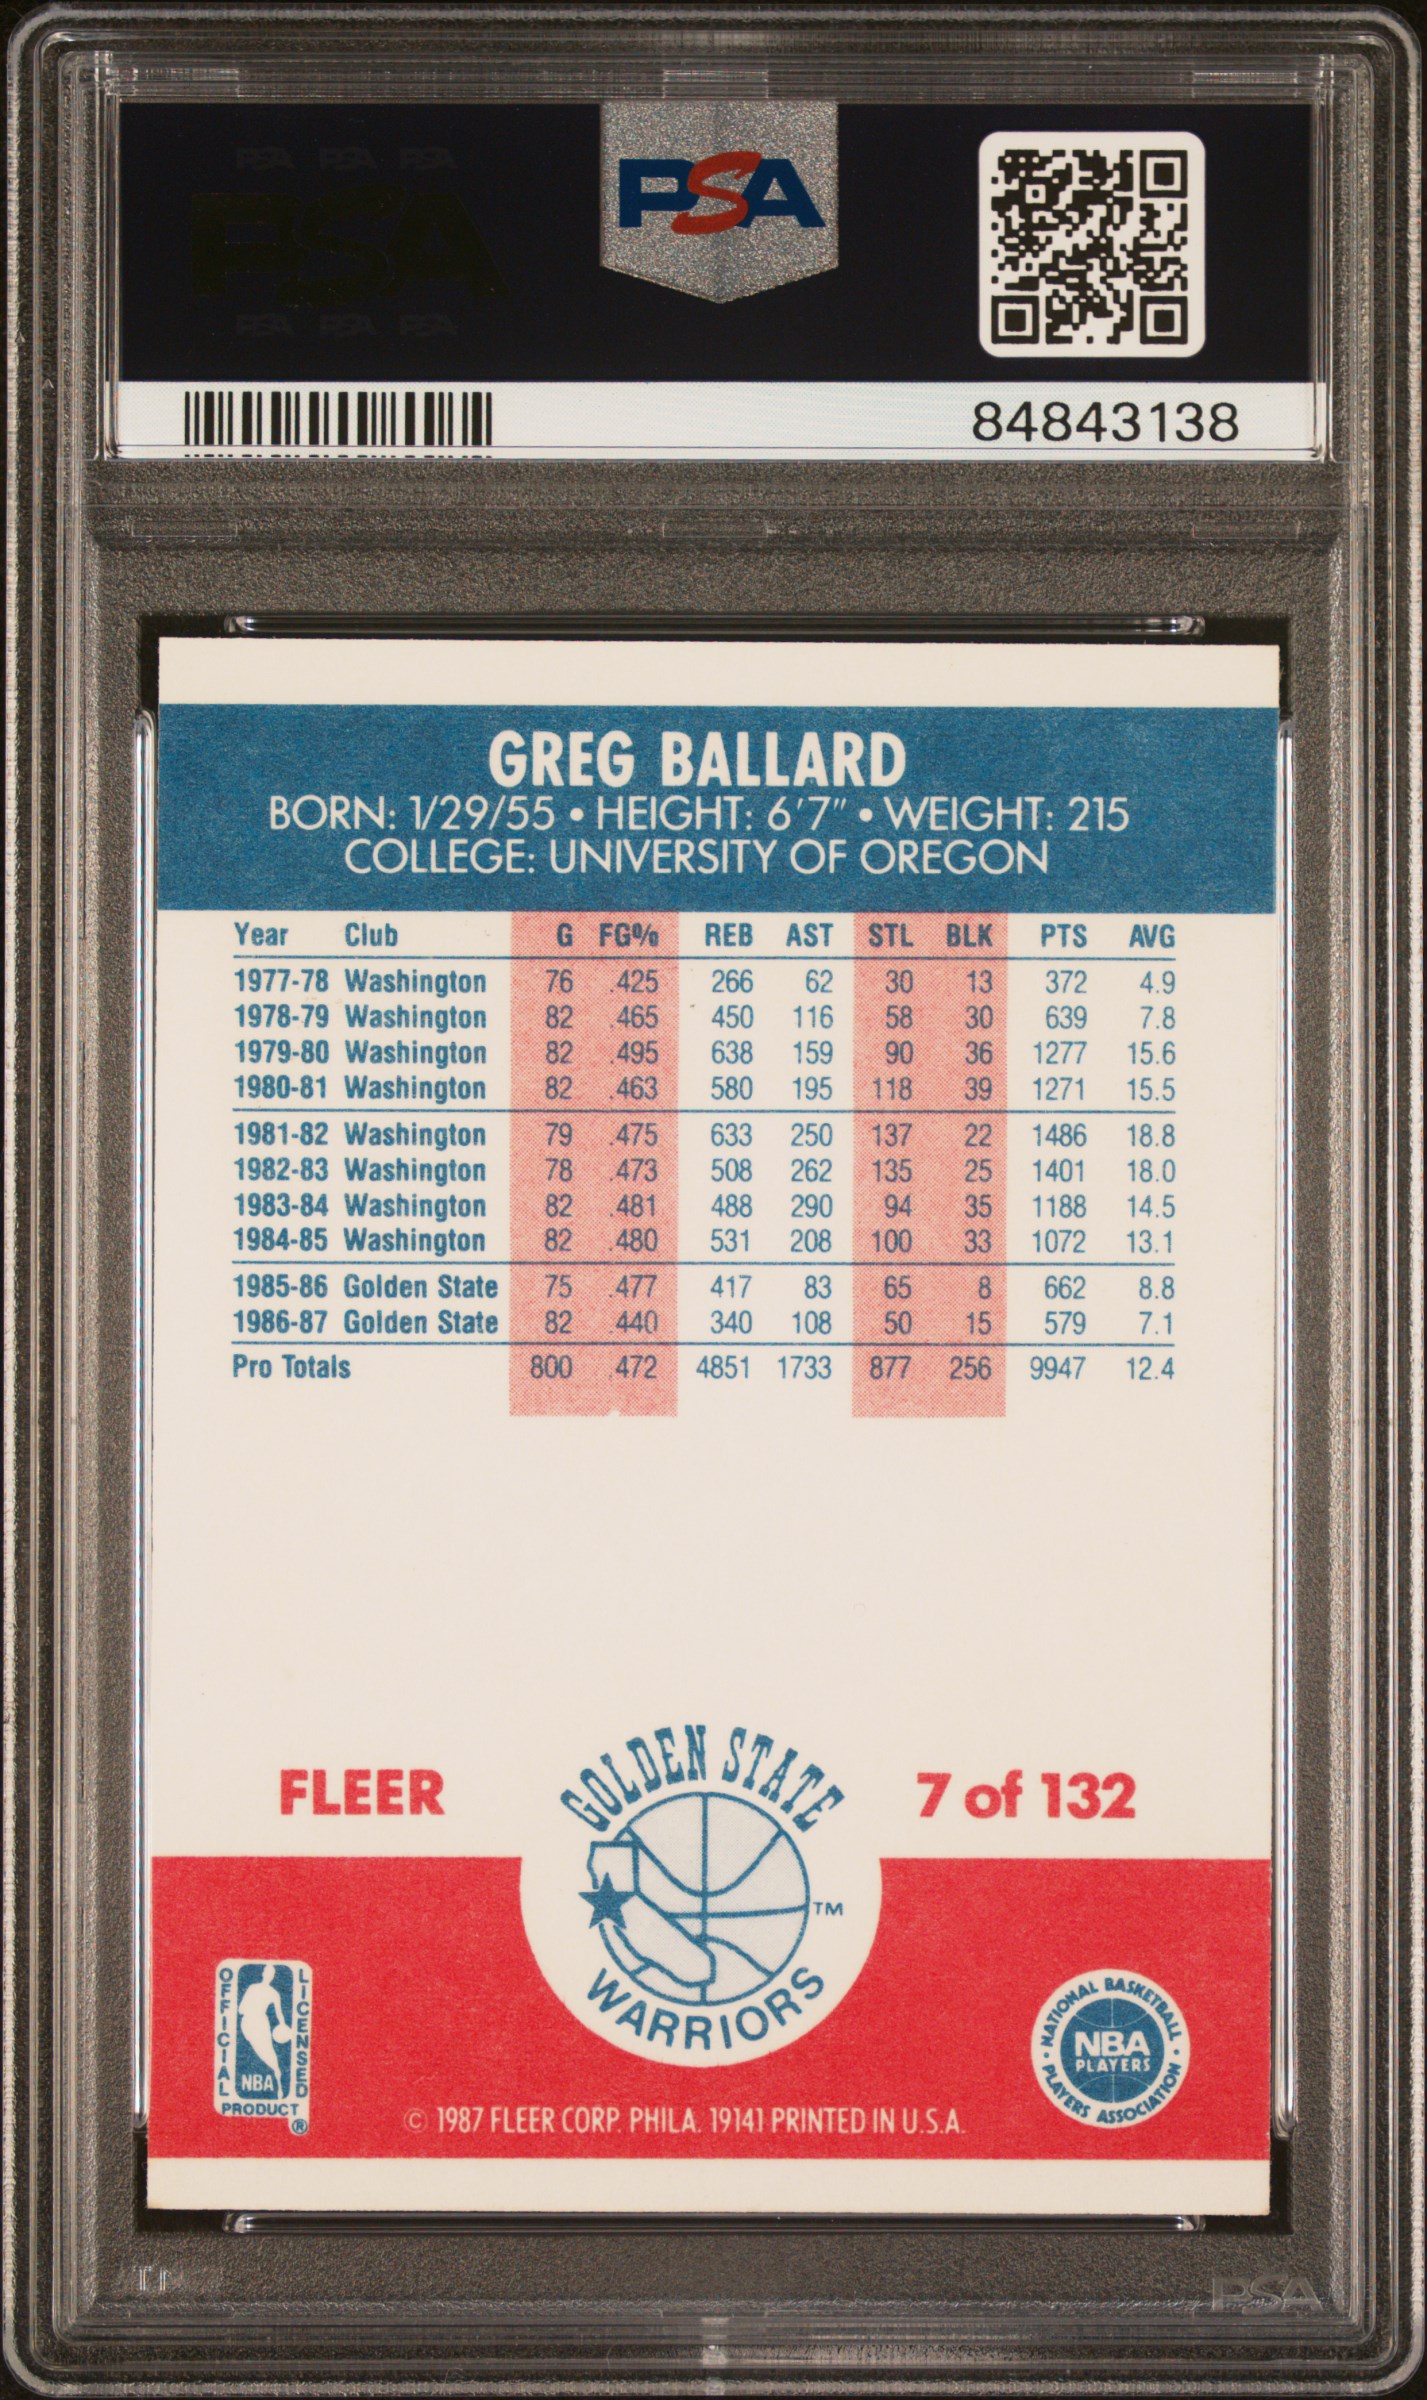 PSA PSA PSA
PSA
PSA PSA PSA
PSA
84843138
GREG BALLARD
BORN: 1/29/55 • HEIGHT: 6'7" • WEIGHT: 215
COLLEGE: UNIVERSITY OF OREGON
Year Club G FG% REB AST STL BLK PTS AVG
1977-78 Washington 76 .425 266 62 30 13 372 4.9
1978-79 Washington 82 .465 450 116 58 30 639 7.8
1979-80 Washington 82 .495 638 159 90 36 1277 15.6
1980-81 Washington 82 .463 580 195 118 39 1271 15.5
1981-82 Washington 79 .475 633 250 137 22 1486 18.8
1982-83 Washington 78 .473 508 262 135 25 1401 18.0
1983-84 Washington 82 .481 488 290 94 35 1188 14.5
1984-85 Washington 82 .480 531 208 100 33 1072 13.1
1985-86 Golden State 75 .477 417 83 65 8 662 8.8
1986-87 Golden State 82 .440 340 108 50 15 579 7.1
Pro Totals 800 .472 4851 1733 877 256 9947 12.4
FLEER
GOLDEN STATE
WARRIORS
TM
7 of 132
OFFICIAL
LICENSED
NBA
PRODUCT
®
© 1987 FLEER CORP. PHILA. 19141 PRINTED IN U.S.A.
• NATIONAL BASKETBALL •
NBA
PLAYERS
PLAYERS ASSOCIATION
PSA